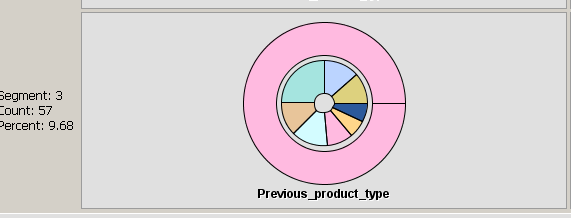 Segment: 3
Count: 57
Percent: 9.68
Previous_product_type